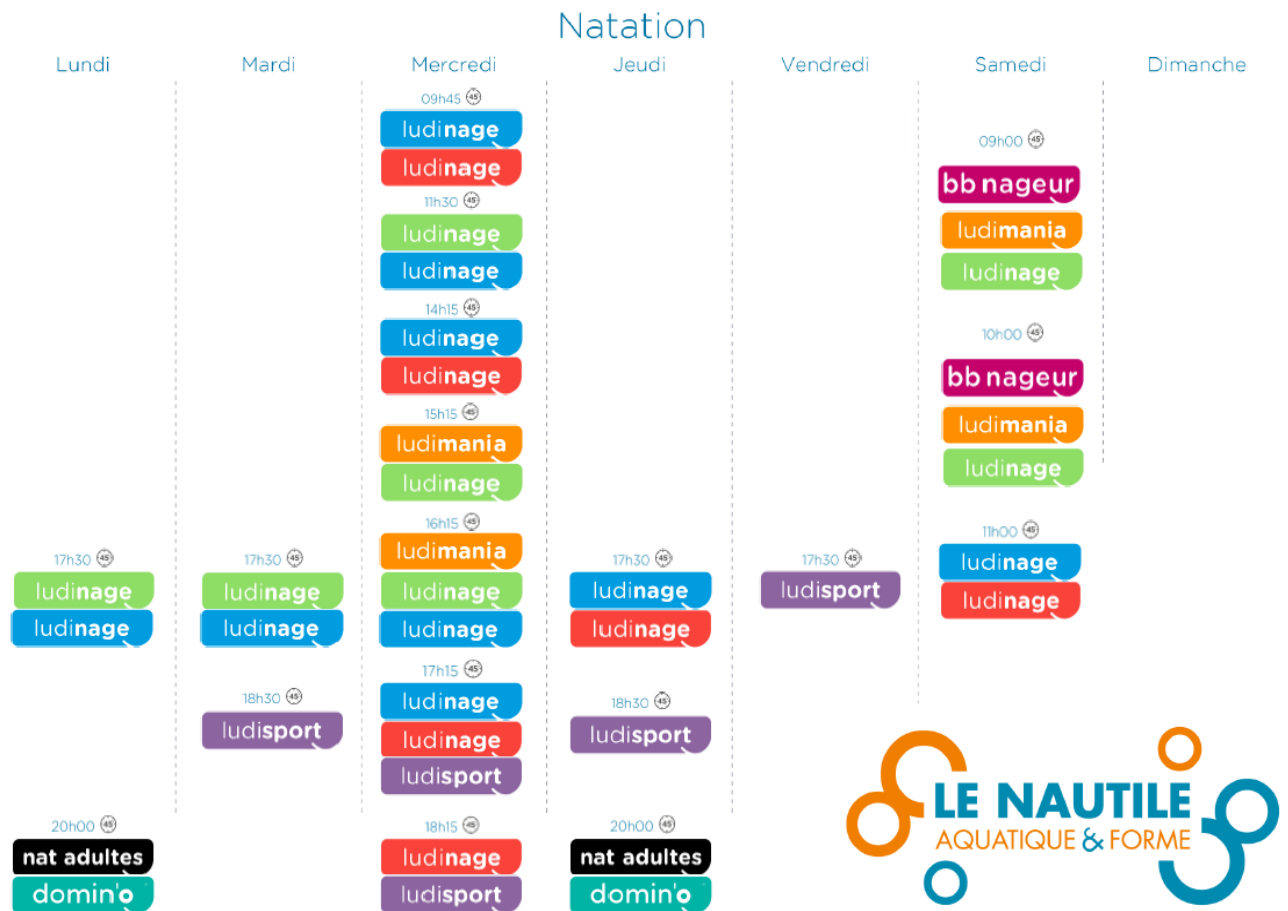 Natation
Lundi
Mardi
Mercredi
Jeudi
Vendredi
Samedi
Dimanche
17h30 45'
ludinage
ludinage
20h00 45'
nat adultes
domin'o
17h30 45'
ludinage
ludinage
18h30 45'
ludisport
09h45 45'
ludinage
ludinage
11h30 45'
ludinage
ludinage
14h15 45'
ludinage
ludinage
15h15 45'
ludimania
ludinage
16h15 45'
ludimania
ludinage
ludinage
17h15 45'
ludinage
ludinage
ludisport
18h15 45'
ludinage
ludisport
17h30 45'
ludinage
ludinage
18h30 45'
ludisport
20h00 45'
nat adultes
domin'o
17h30 45'
ludisport
09h00 45'
bb nageur
ludimania
ludinage
10h00 45'
bb nageur
ludimania
ludinage
11h00 45'
ludinage
ludinage
LE NAUTILE
AQUATIQUE & FORME